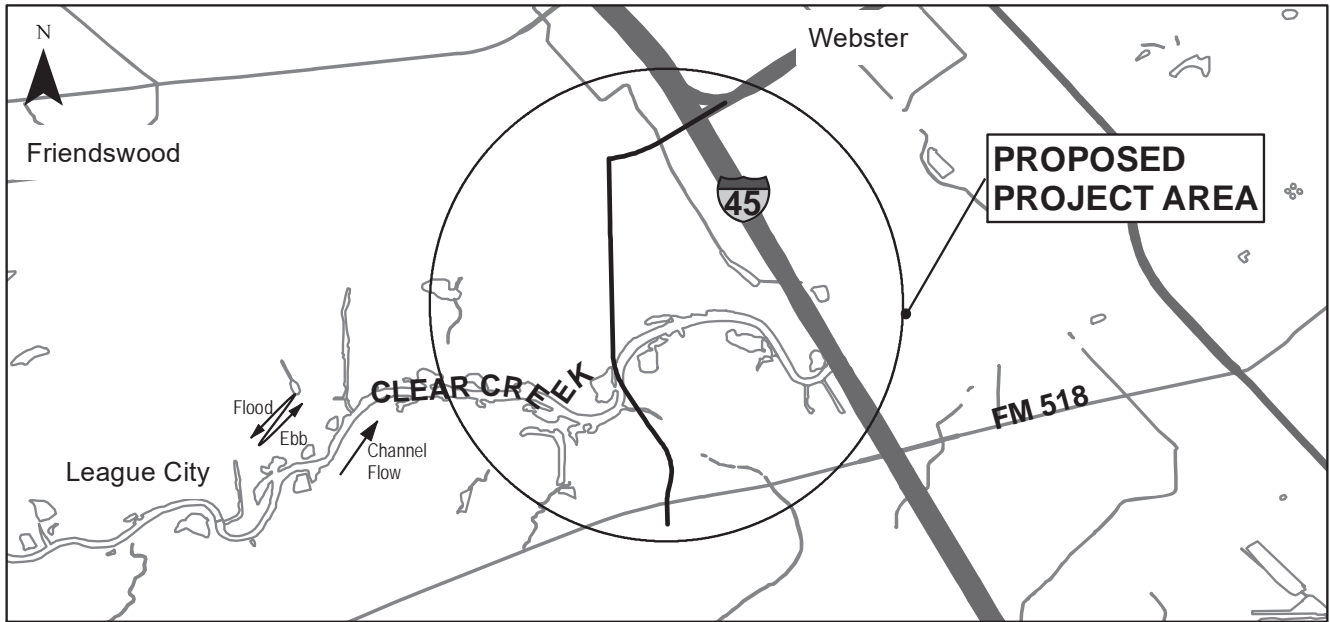 N
Webster
Friendswood
PROPOSED
PROJECT AREA
45
CLEAR CREEK
Flood
Ebb
Channel
Flow
FM 518
League City